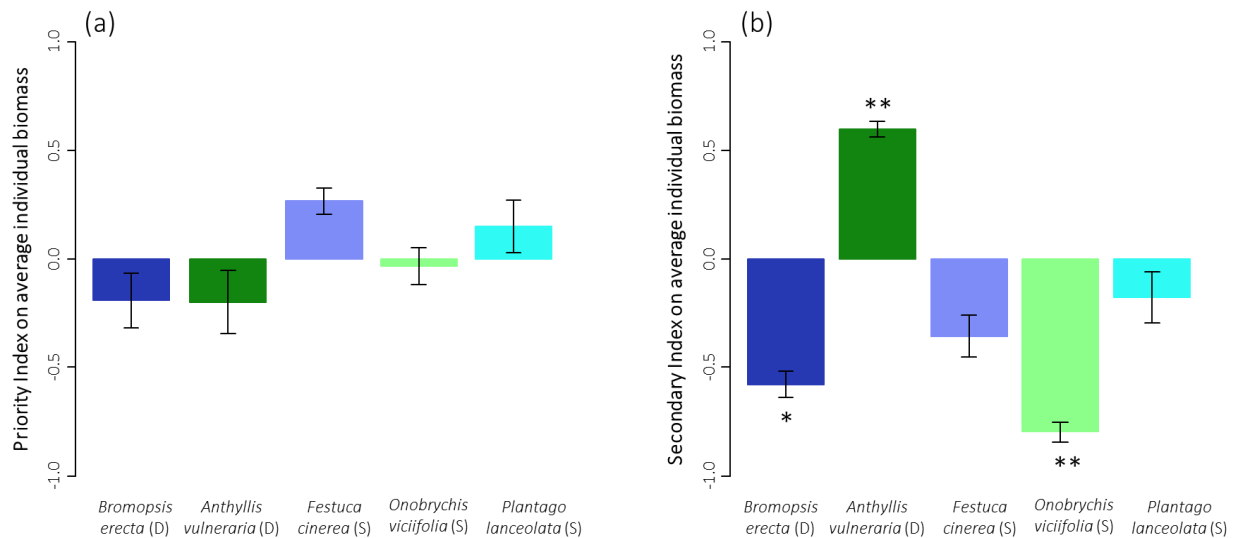 (a)
Priority Index on average individual biomass
1.0
0.5
0.0
-0.5
-1.0
Bromopsis
erecta (D)
Anthyllis
vulneraria (D)
Festuca
cinerea (S)
Onobrychis
viciifolia (S)
Plantago
lanceolata (S)
(b)
Secondary Index on average individual biomass
1.0
0.5
0.0
-0.5
-1.0
*
**
**
Bromopsis
erecta (D)
Anthyllis
vulneraria (D)
Festuca
cinerea (S)
Onobrychis
viciifolia (S)
Plantago
lanceolata (S)